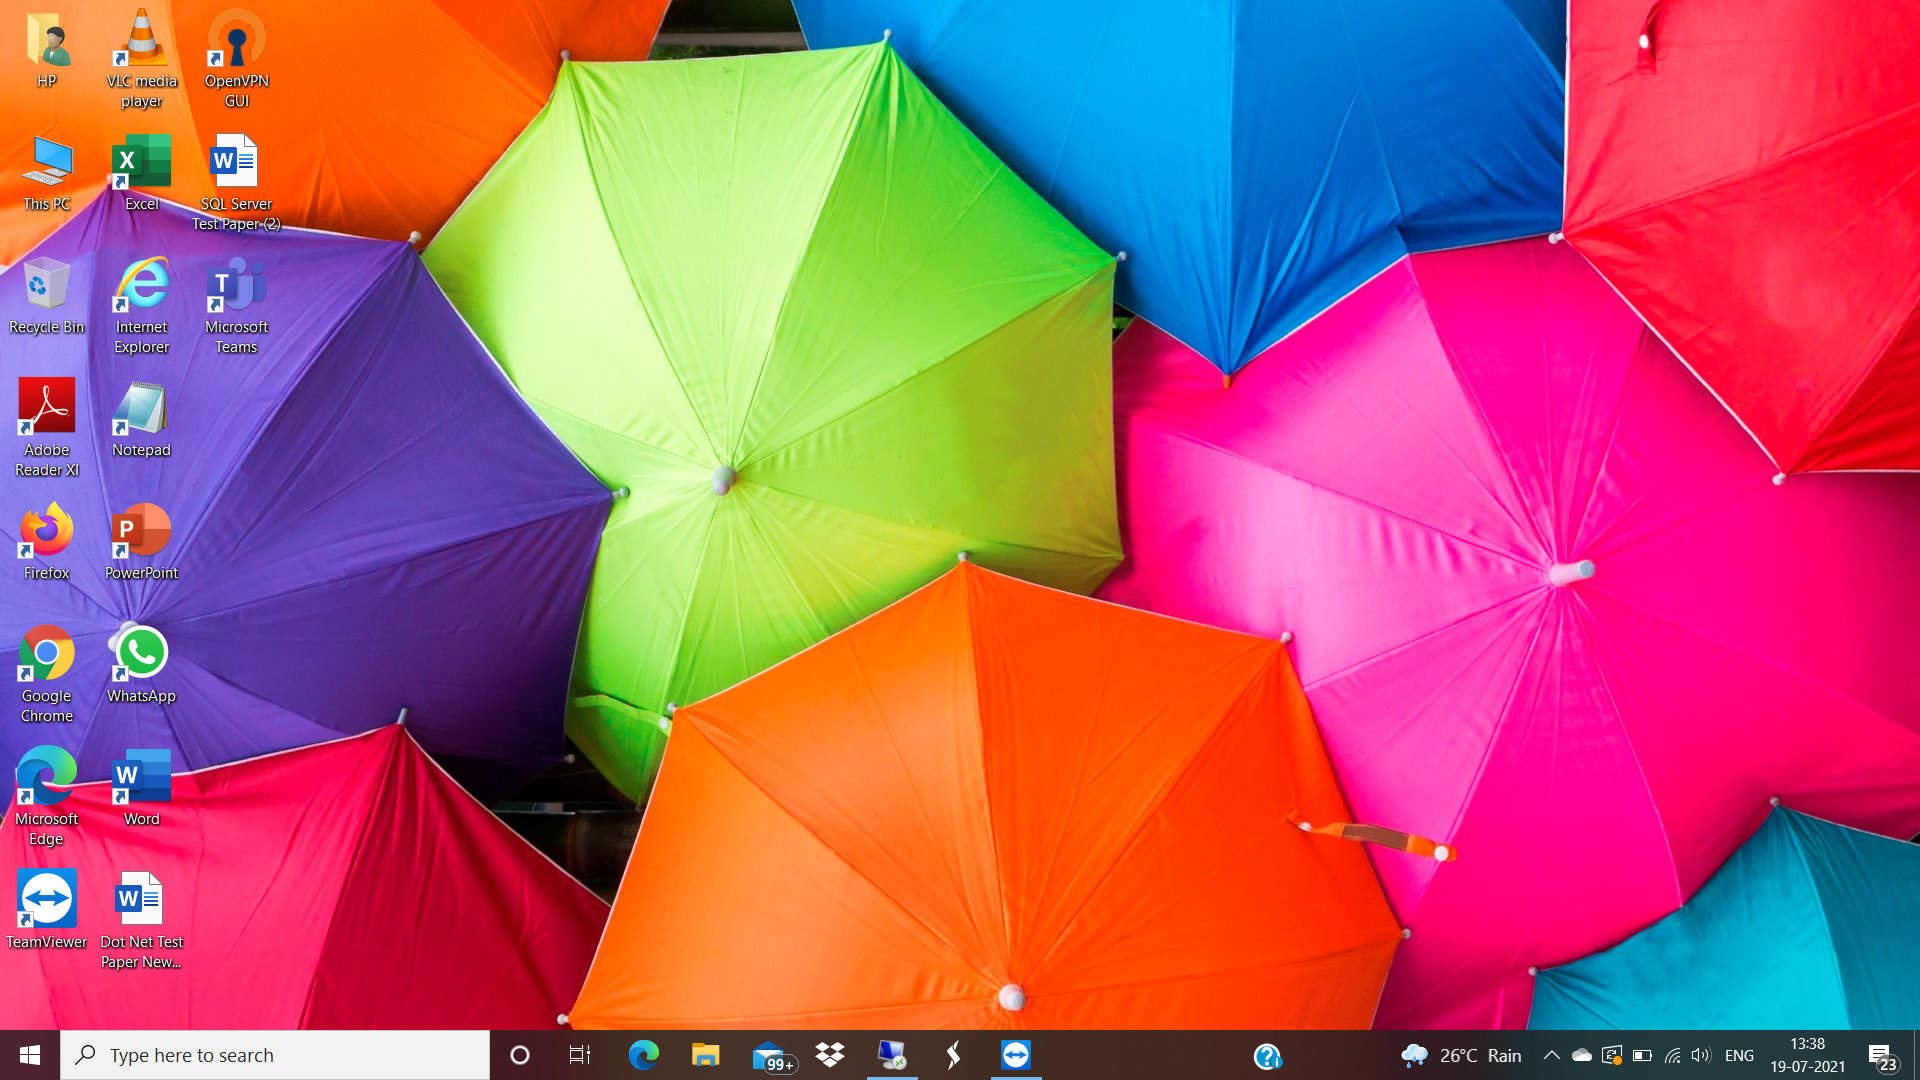 HP
VLC media
player
OpenVPN
GUI
This PC
Excel
SQL Server
Test Paper (2)
Recycle Bin
Internet
Explorer
Microsoft
Teams
Adobe
Reader XI
Notepad
Firefox
PowerPoint
Google
Chrome
WhatsApp
Microsoft
Edge
Word
TeamViewer
Dot Net Test
Paper New...
Type here to search
99+
26°C Rain
ENG
13:38
19-07-2021
23